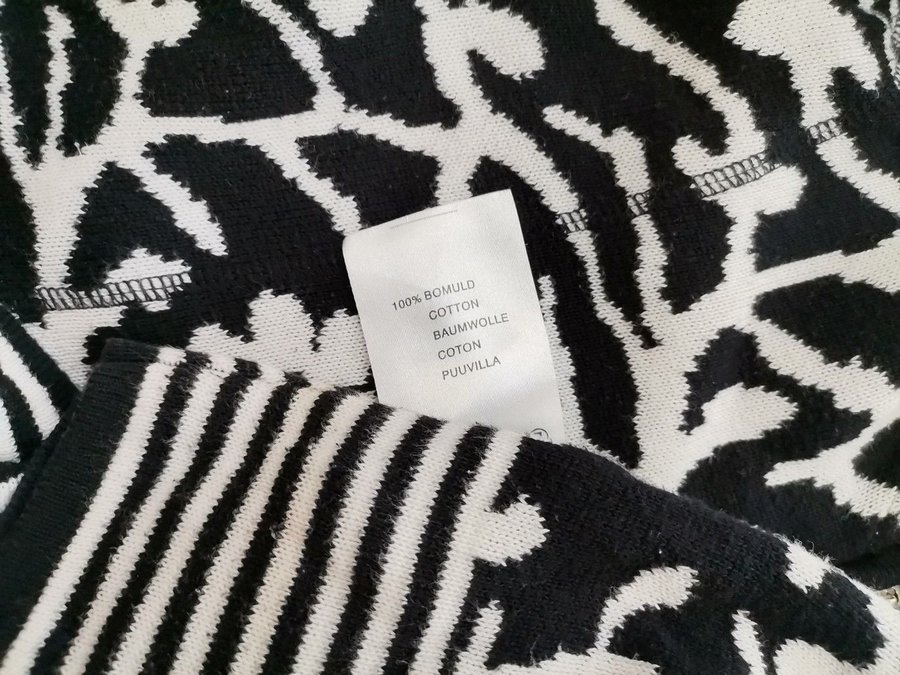 100% BOMULD
COTTON
BAUMWOLLE
COTON
PUUVILLA